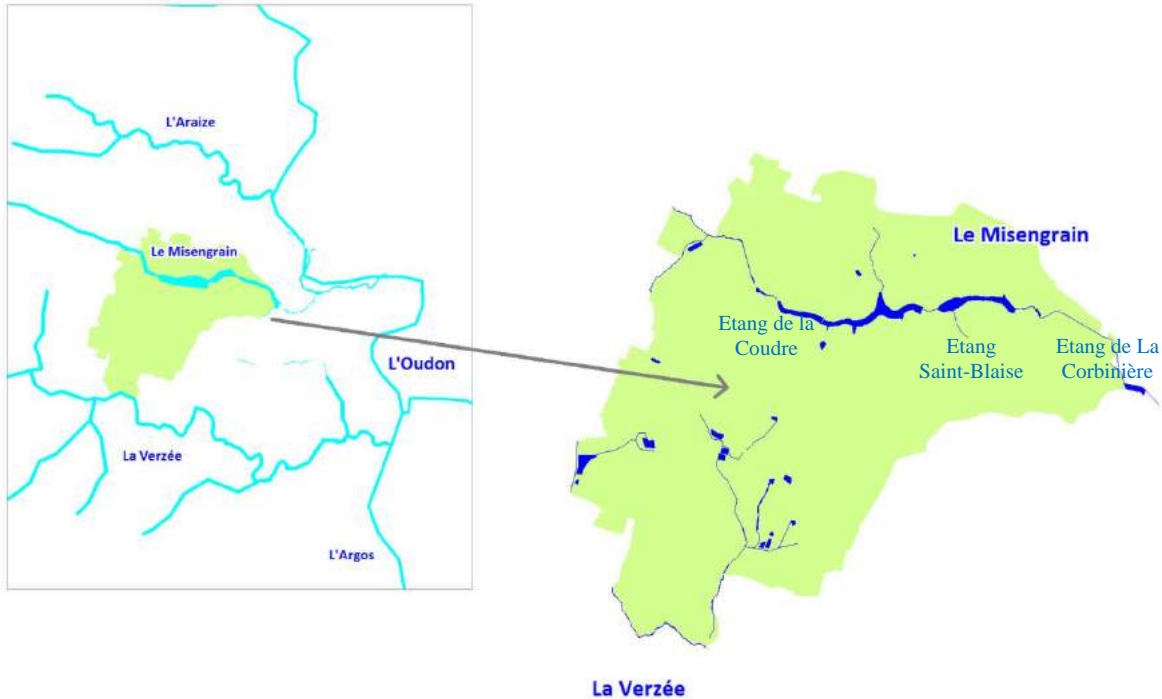 L'Araize
Le Misengrain
L'Oudon
La Verzée
L'Argos
Le Misengrain
Etang de la
Coudre
Etang
Saint-Blaise
Etang de La
Corbinière
La Verzée